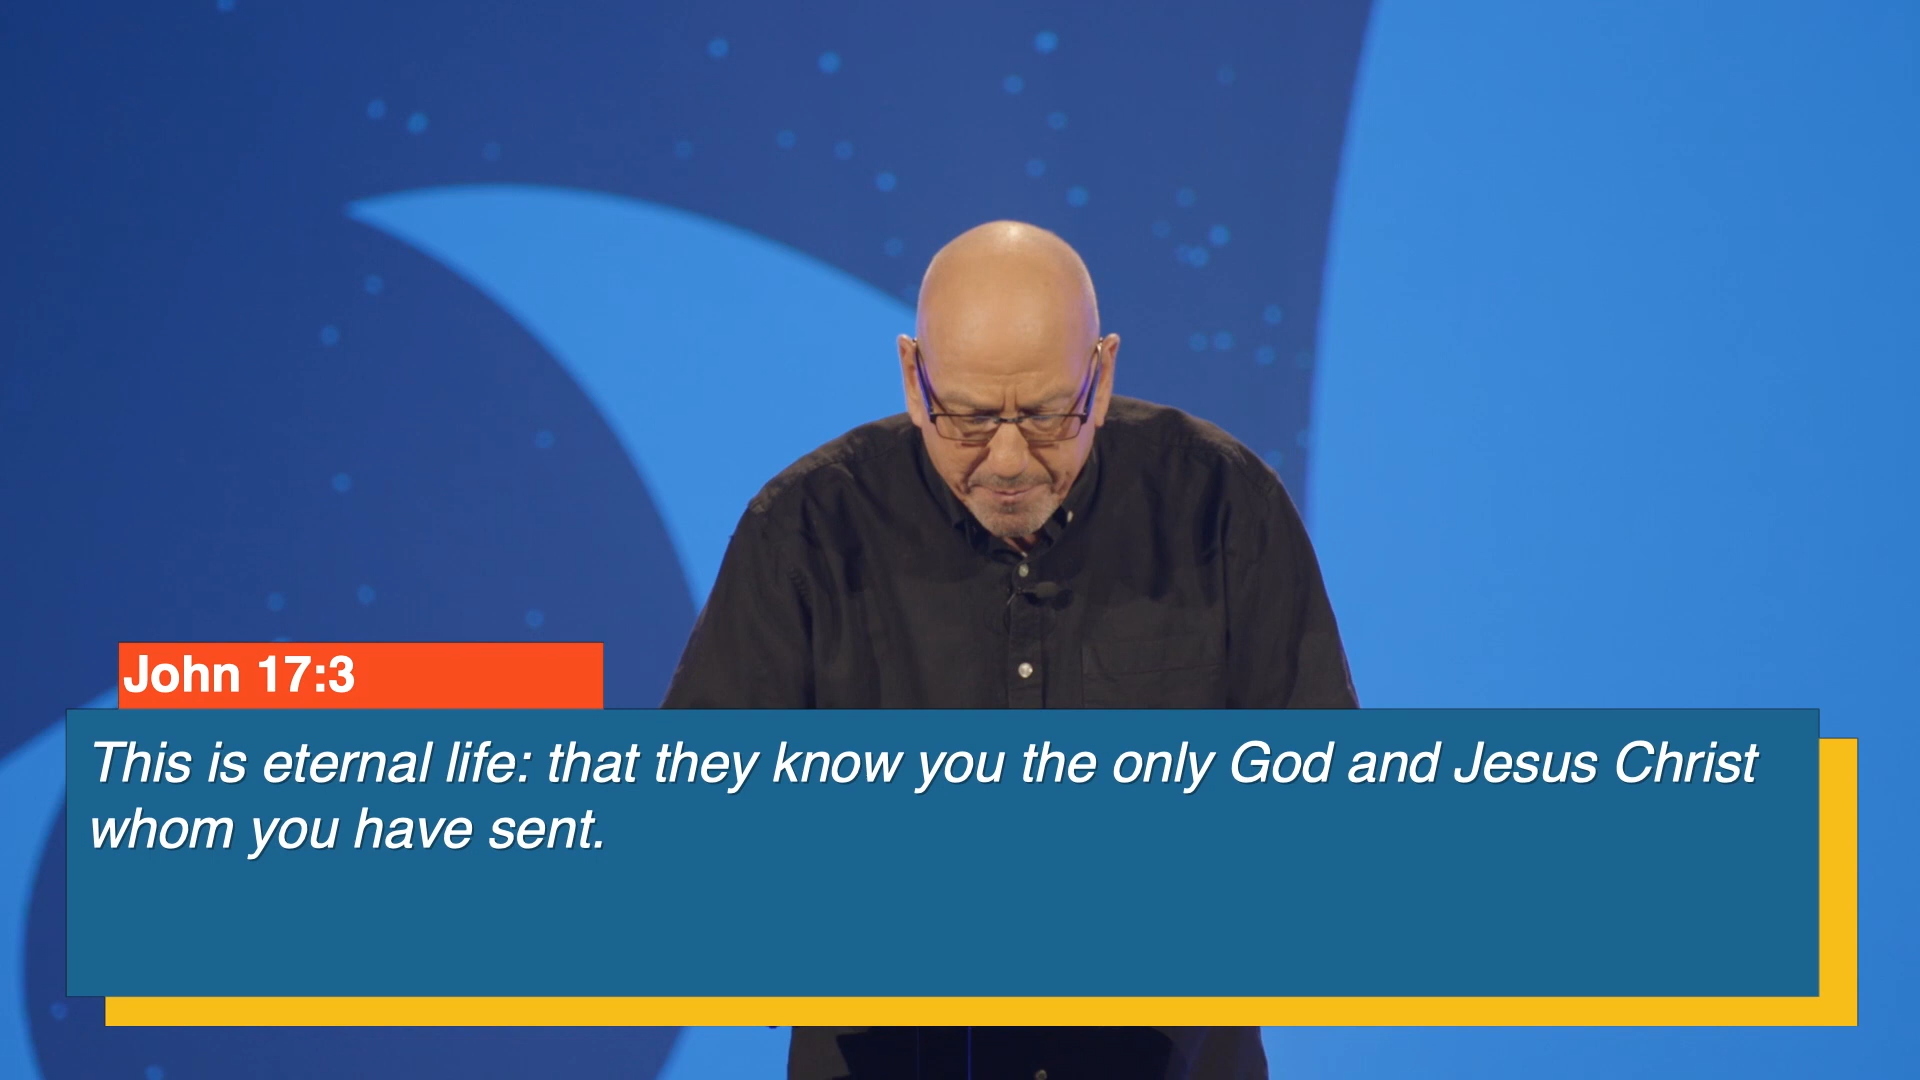 John 17:3
This is eternal life: that they know you the only God and Jesus Christ
whom you have sent.